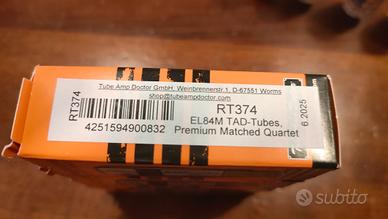 Tube Amp Doctor GmbH, Weinbrennerstr.1, D-67551 Worms
shop@tubeampdoctor.com
RT374
RT374
EL84M TAD-Tubes,
4251594900832
Premium Matched Quartet
6.2025
subito